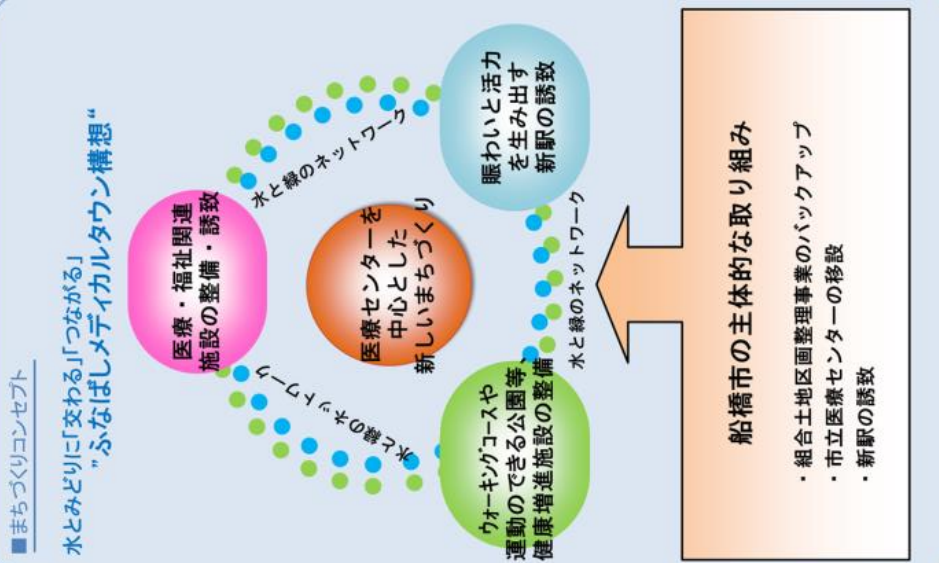 ■まちづくりコンセプト
水とみどりに「交わる」「つながる」
”ふなばしメディカルタウン構想“
医療・福祉関連
施設の整備・誘致
水と緑のネットワーク
水と緑のネットワーク
医療センターを
中心とした
新しいまちづくり
ウォーキングコースや
運動のできる公園等、
健康増進施設の整備
水と緑のネットワーク
賑わいと活力
を生み出す
新駅の誘致
船橋市の主体的な取り組み
・組合土地区画整理事業のバックアップ
・市立医療センターの移設
・新駅の誘致